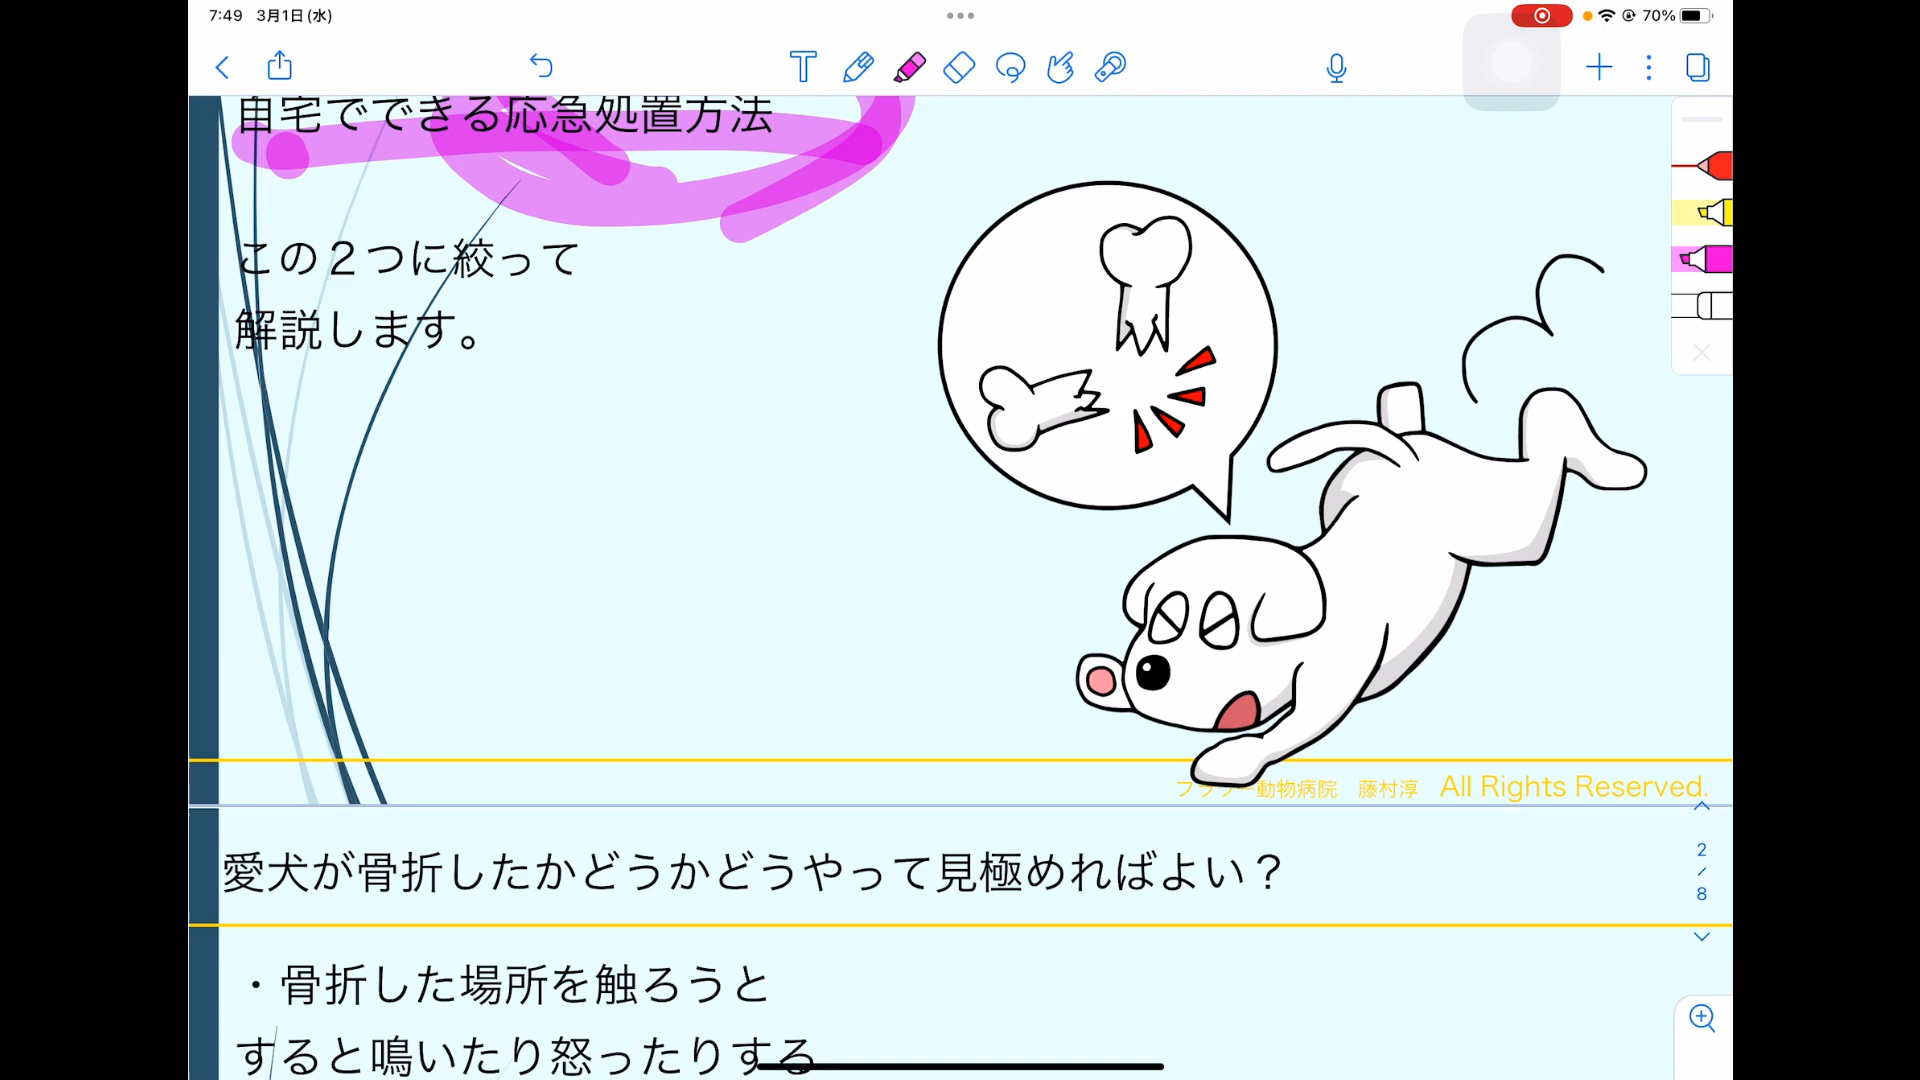 7:49 3月1日(水)
70%
自宅でできる応急処置方法
この２つに絞って
解説します。
フラワー動物病院 藤村淳 All Rights Reserved.
愛犬が骨折したかどうかどうやって見極めればよい？
2
/
8
・骨折した場所を触ろうと
すると鳴いたり怒ったりする